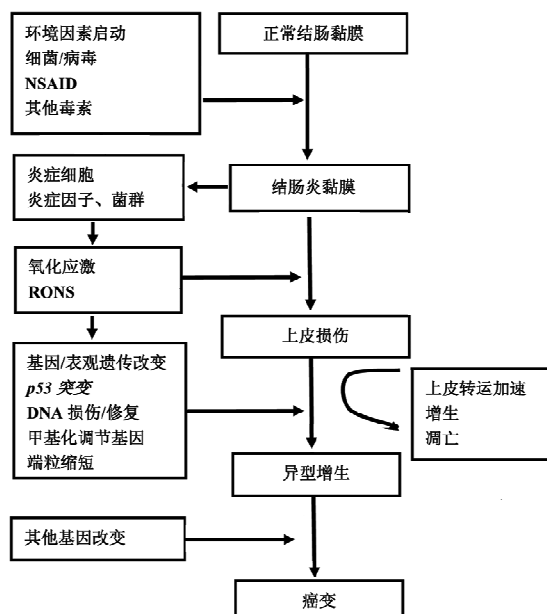 环境因素启动
细菌/病毒
NSAID
其他毒素
正常结肠黏膜
炎症细胞
炎症因子、菌群
结肠炎黏膜
氧化应激
RONS
上皮损伤
基因/表观遗传改变
p53 突变
DNA 损伤/修复
甲基化调节基因
端粒缩短
上皮转运加速
增生
凋亡
异型增生
其他基因改变
癌变